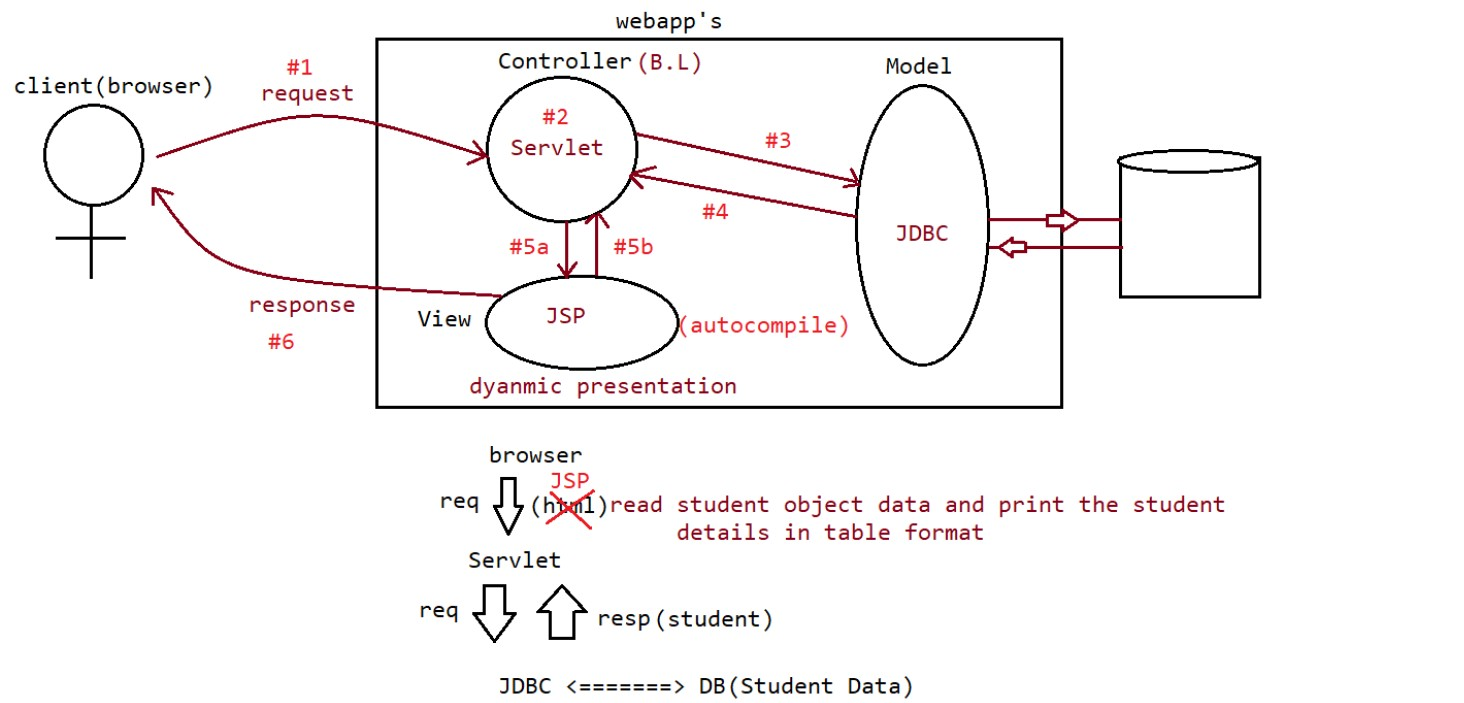 webapp's
Controller(B.L)
Model
client(browser)
#1
request
#2
Servlet
#3
#4
JDBC
#5a
#5b
response
#6
View
JSP
(autocompile)
dyanmic presentation
browser
JSP
req
(html)read student object data and print the student
details in table format
Servlet
req
resp(student)
JDBC <=======> DB(Student Data)